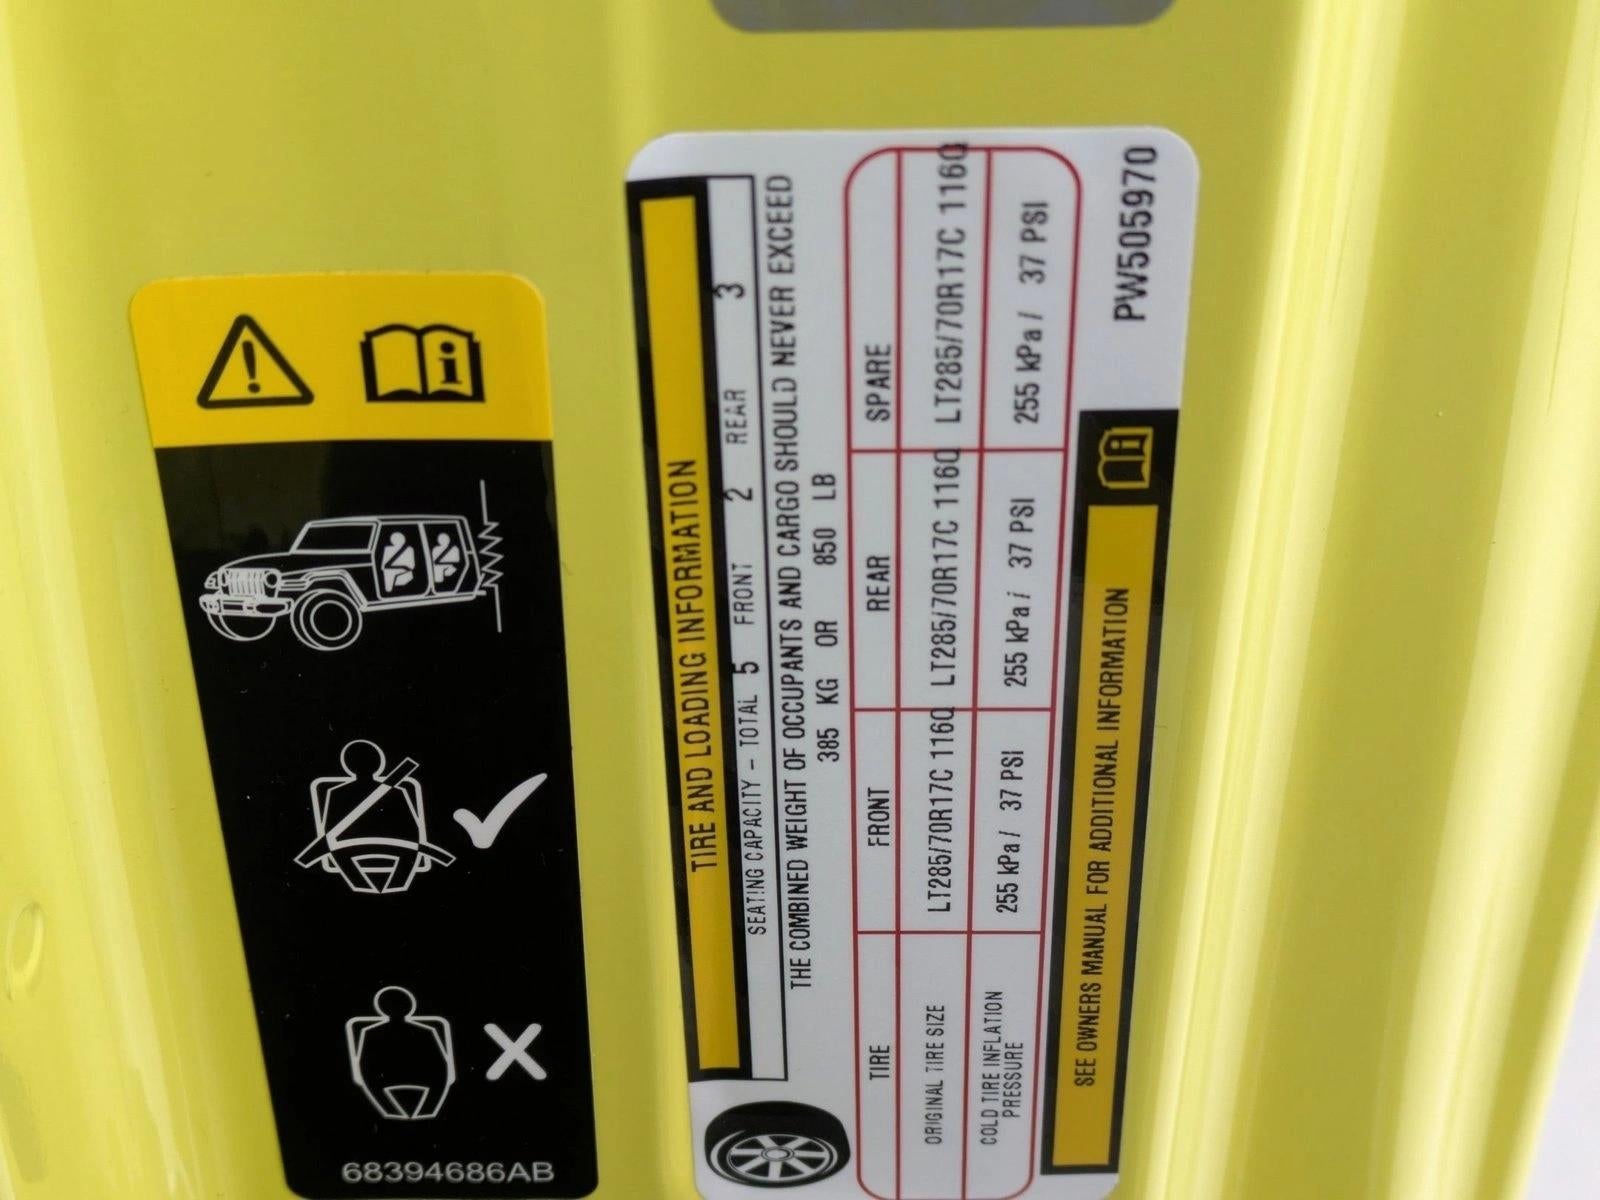 68394686AB
TIRE AND LOADING INFORMATION
SEATING CAPACITY - TOTAL 5 FRONT 2 REAR 3
THE COMBINED WEIGHT OF OCCUPANTS AND CARGO SHOULD NEVER EXCEED
385 KG OR 850 LB
TIRE FRONT REAR SPARE
ORIGINAL TIRE SIZE LT285/70R17C 116Q LT285/70R17C 116Q LT285/70R17C 116Q
COLD TIRE INFLATION
PRESSURE 255 kPa / 37 PSI 255 kPa / 37 PSI 255 kPa / 37 PSI
SEE OWNERS MANUAL FOR ADDITIONAL INFORMATION
PW505970